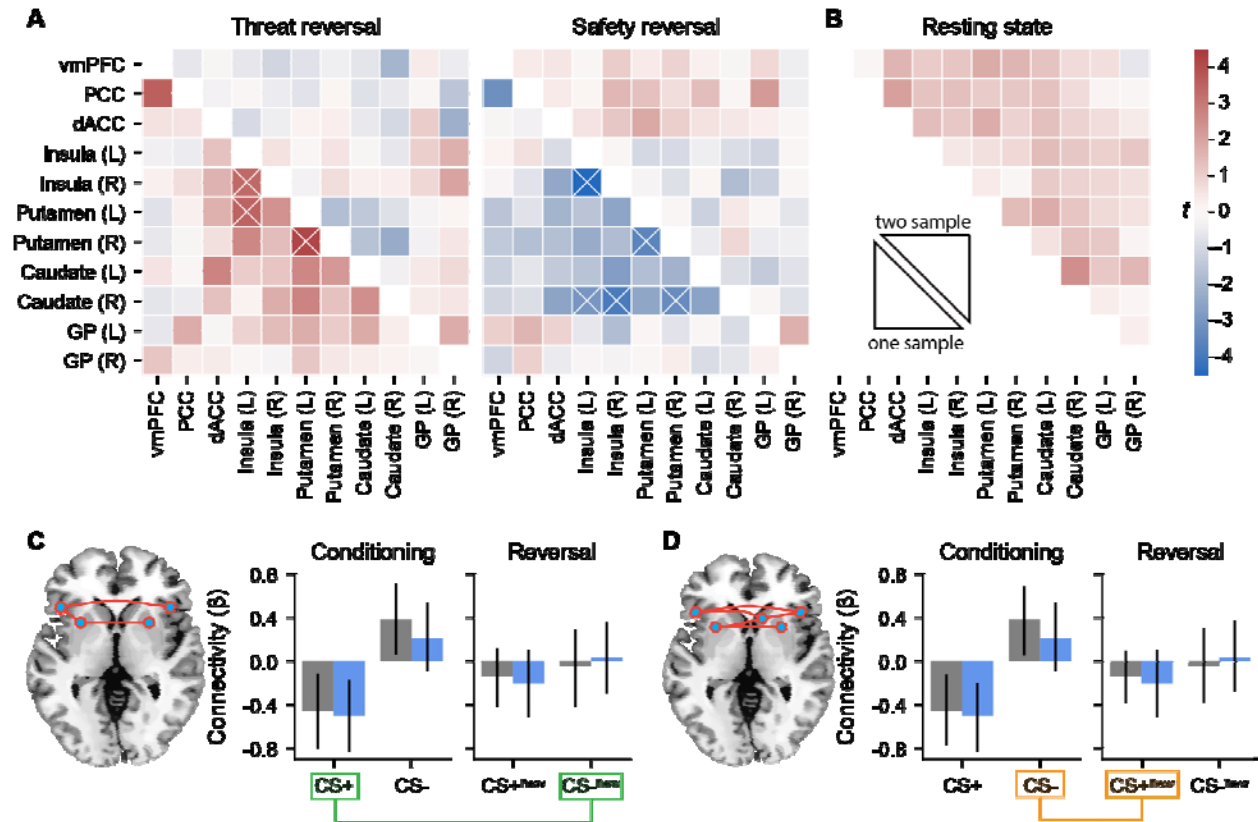 A
Threat reversal
Safety reversal
B
Resting state
vmPFC
PCC
dACC
Insula (L)
Insula (R)
Putamen (L)
Putamen (R)
Caudate (L)
Caudate (R)
GP (L)
GP (R)
two sample
one sample
4
3
2
1
0
-1
-2
-3
-4
t
vmPFC
PCC
dACC
Insula (L)
Insula (R)
Putamen (L)
Putamen (R)
Caudate (L)
Caudate (R)
GP (L)
GP (R)
vmPFC
PCC
dACC
Insula (L)
Insula (R)
Putamen (L)
Putamen (R)
Caudate (L)
Caudate (R)
GP (L)
GP (R)
vmPFC
PCC
dACC
Insula (L)
Insula (R)
Putamen (L)
Putamen (R)
Caudate (L)
Caudate (R)
GP (L)
GP (R)
C
Conditioning
Reversal
Connectivity (β)
0.8
0.4
0.0
-0.4
-0.8
CS+
CS-
CS+
CS-
D
Conditioning
Reversal
Connectivity (β)
0.8
0.4
0.0
-0.4
-0.8
CS+
CS-
CS+
CS-